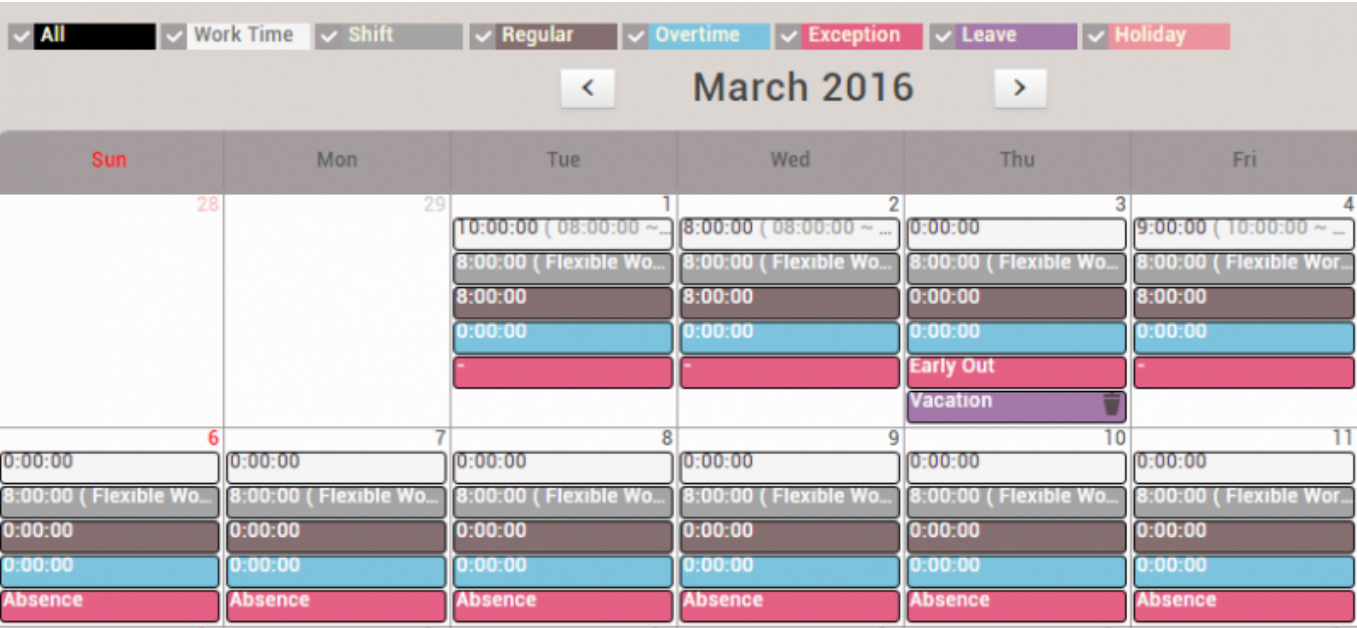 All Work Time Shift Regular Overtime Exception Leave Holiday
< March 2016 >
Sun Mon Tue Wed Thu Fri
28 29 1 2 3 4
10:00:00 ( 08:00:00 ~... 8:00:00 ( 08:00:00 ~ ... 0:00:00 9:00:00 ( 10:00:00 ~ ...
8:00:00 ( Flexible Wo... 8:00:00 ( Flexible Wo... 8:00:00 ( Flexible Wo... 8:00:00 ( Flexible Wor...
8:00:00 8:00:00 0:00:00 8:00:00
0:00:00 0:00:00 0:00:00 0:00:00
- - Early Out -
Vacation
6 7 8 9 10 11
0:00:00 0:00:00 0:00:00 0:00:00 0:00:00 0:00:00
8:00:00 ( Flexible Wo... 8:00:00 ( Flexible Wo... 8:00:00 ( Flexible Wo... 8:00:00 ( Flexible Wo... 8:00:00 ( Flexible Wo... 8:00:00 ( Flexible Wor...
0:00:00 0:00:00 0:00:00 0:00:00 0:00:00 0:00:00
0:00:00 0:00:00 0:00:00 0:00:00 0:00:00 0:00:00
Absence Absence Absence Absence Absence Absence